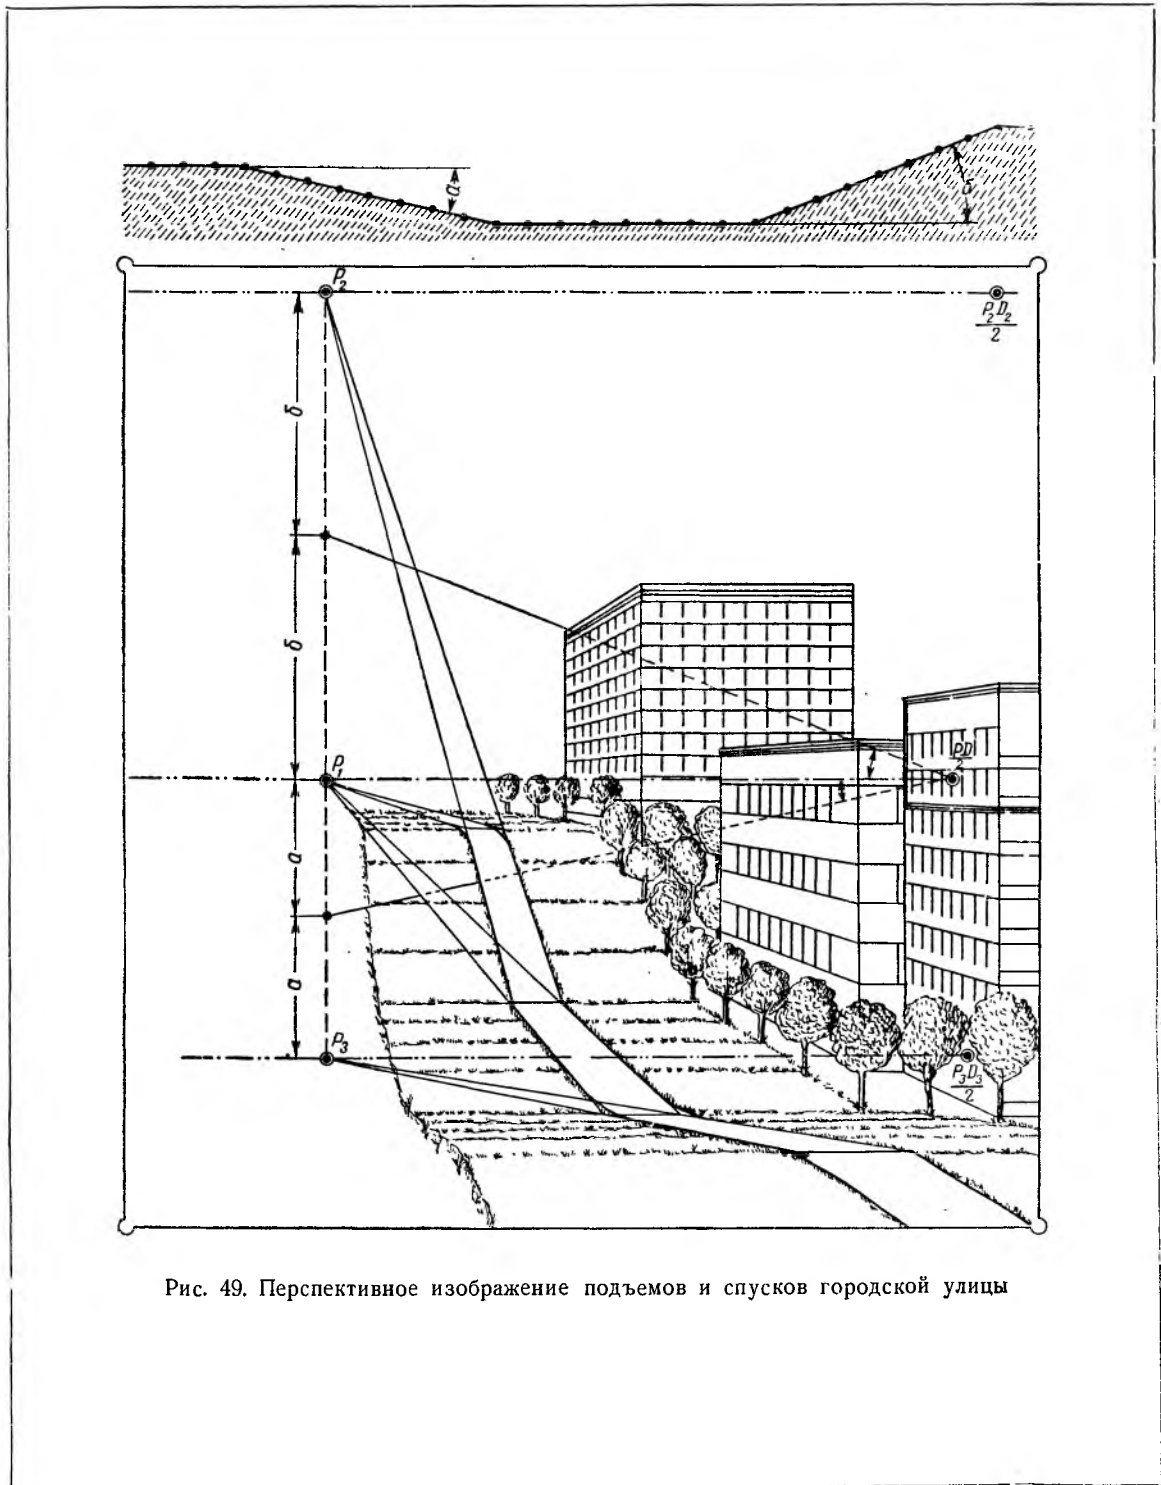 а
б
P₂
P₂D₂
2
б
б
P₁
PD
2
а
а
P₃
P₃D₃
2
Рис. 49. Перспективное изображение подъемов и спусков городской улицы